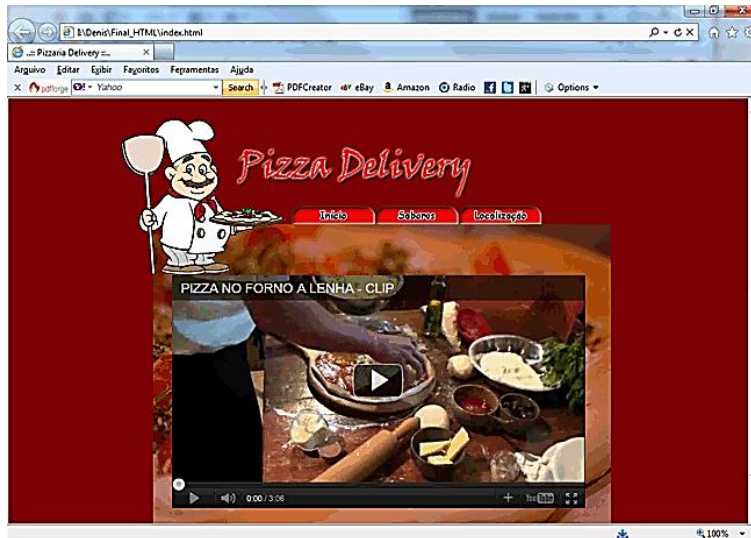 I:\Denis\Final_HTML\index.html
..:: Pizzaria Delivery ::..
Arquivo Editar Exibir Favoritos Ferramentas Ajuda
pdfforge Yahoo Search PDFCreator eBay Amazon Radio Options
Pizza Delivery
Início Sabores Localização
PIZZA NO FORNO A LENHA - CLIP
0:00 / 3:06 YouTube
100%